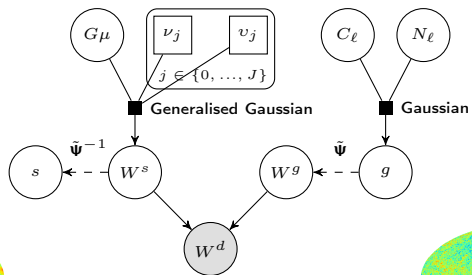 Gμ ν_j υ_j C_ℓ N_ℓ
j ∈ {0, ..., J}
Generalised Gaussian Gaussian
Ψ̃⁻¹ Ψ̃
s W^s W^g g
W^d